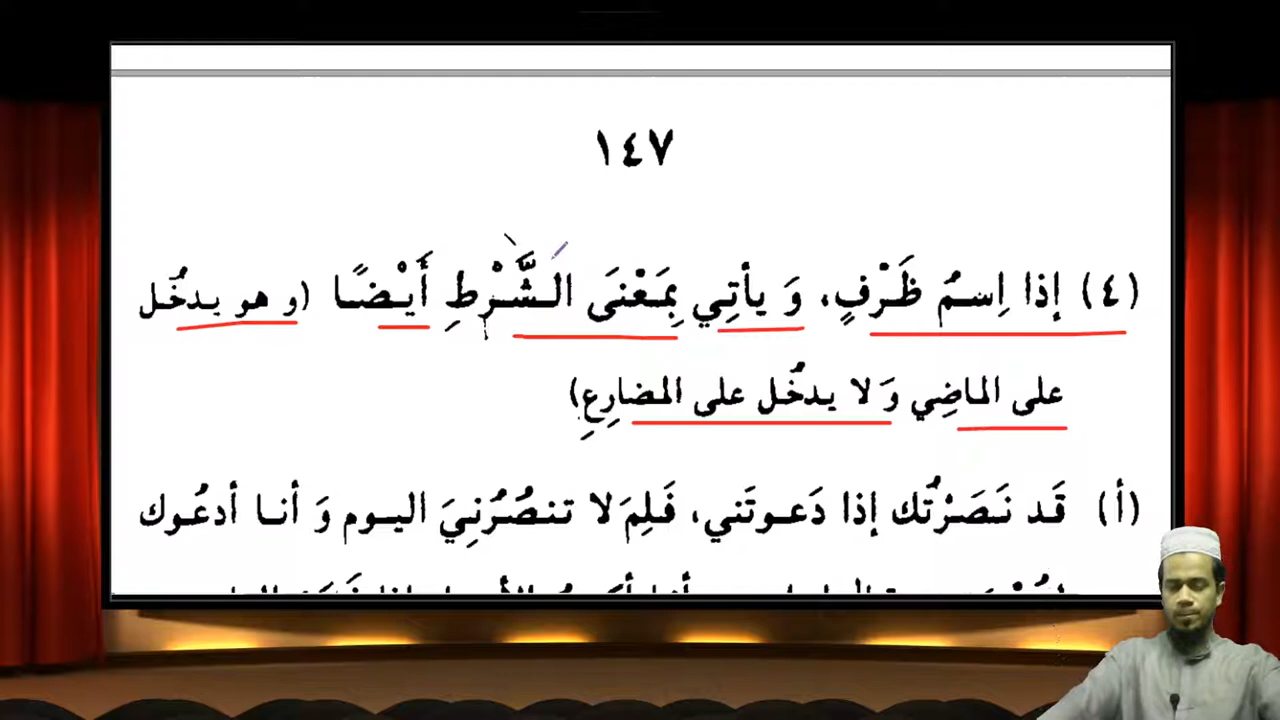 ١٤٧
(٤) إذا اِسمُ ظَرْفٍ، وَ يأتِي بِمَعْنَى الشَّرْطِ أَيْضًا (و هو يدخُل
على الماضِي وَ لا يدخُل على المضارِعِ)
(أ) قَد نَصَرْتُك إذا دَعوتَني، فَلِمَ لا تنصُرُنِيَ اليوم وَ أنا أدعُوك